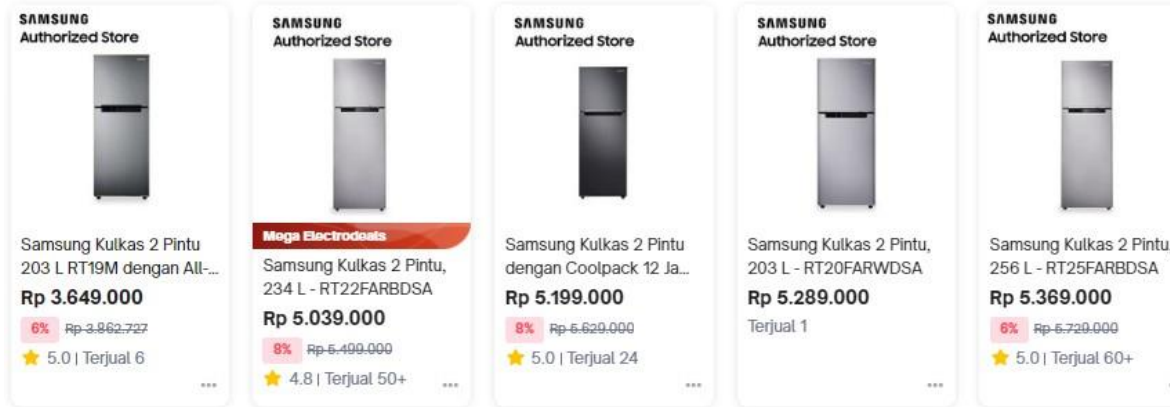 SAMSUNG
Authorized Store
Samsung Kulkas 2 Pintu
203 L RT19M dengan All-...
Rp 3.649.000
6% Rp 3.862.727
5.0 | Terjual 6
SAMSUNG
Authorized Store
Mega Electrodeals
Samsung Kulkas 2 Pintu,
234 L - RT22FARBDSA
Rp 5.039.000
8% Rp 5.499.000
4.8 | Terjual 50+
SAMSUNG
Authorized Store
Samsung Kulkas 2 Pintu
dengan Coolpack 12 Ja...
Rp 5.199.000
8% Rp 5.629.000
5.0 | Terjual 24
SAMSUNG
Authorized Store
Samsung Kulkas 2 Pintu,
203 L - RT20FARWDSA
Rp 5.289.000
Terjual 1
SAMSUNG
Authorized Store
Samsung Kulkas 2 Pintu,
256 L - RT25FARBDSA
Rp 5.369.000
6% Rp 5.729.000
5.0 | Terjual 60+